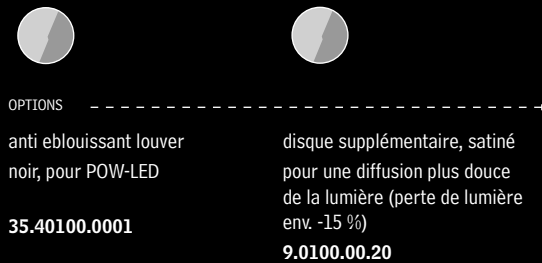 OPTIONS
anti eblouissant louver
noir, pour POW-LED
35.40100.0001
disque supplémentaire, satiné
pour une diffusion plus douce
de la lumière (perte de lumière
env. -15 %)
9.0100.00.20